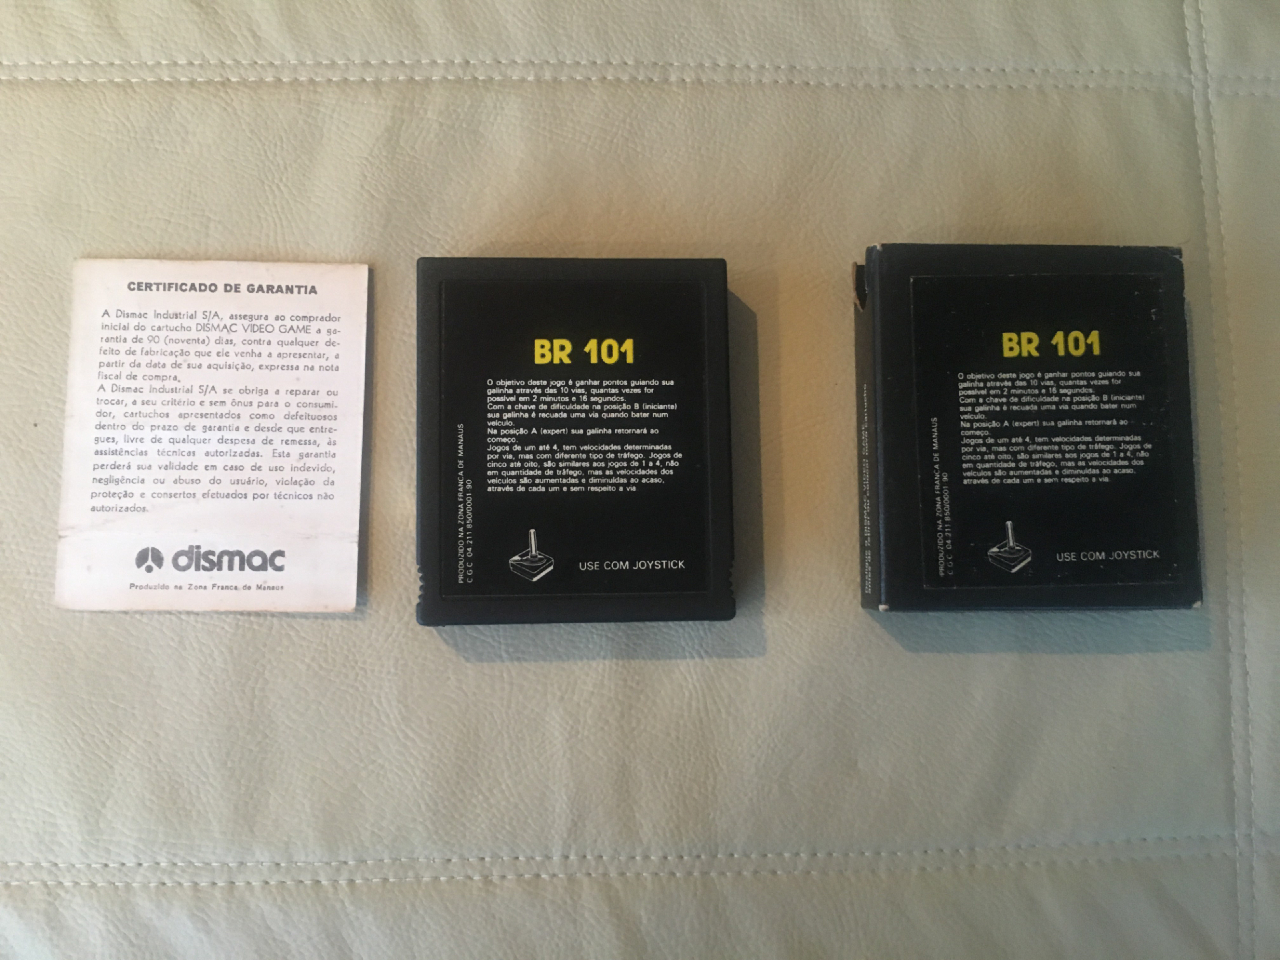 CERTIFICADO DE GARANTIA
A Dismac Industrial S/A, assegura ao comprador
inicial do cartucho DISMAC VIDEO GAME a ga-
rantia de 90 (noventa) dias, contra qualquer de-
feito de fabricação que ele venha a apresentar, a
partir da data de sua aquisição, expressa na nota
fiscal de compra.
A Dismac Industrial S/A se obriga a reparar ou
trocar, a seu critério e sem ônus para o consumi-
dor, cartuchos apresentados como defeituosos
dentro do prazo de garantia e desde que entre-
gues, livre de qualquer despesa de remessa, às
assistências técnicas autorizadas. Esta garantia
perderá sua validade em caso de uso indevido,
negligência ou abuso do usuário, violação da
proteção e consertos efetuados por técnicos não
autorizados.
dismac
Produzido na Zona Franca de Manaus
BR 101
O objetivo deste jogo é ganhar pontos guiando sua
galinha através das 10 vias, quantas vezes for
possível em 2 minutos e 16 segundos.
Com a chave de dificuldade na posição B (iniciante)
sua galinha é recuada uma via quando bater num
veículo.
Na posição A (expert) sua galinha retornará ao
começo.
Jogos de um até 4, tem velocidades determinadas
por via, mas com diferente tipo de tráfego. Jogos de
cinco até oito, são similares aos jogos de 1 a 4, não
em quantidade de tráfego, mas as velocidades dos
veículos são aumentadas e diminuídas ao acaso,
através de cada um e sem respeito a via.
PRODUZIDO NA ZONA FRANCA DE MANAUS
C G C 04 211 850/0001 90
USE COM JOYSTICK
BR 101
O objetivo deste jogo é ganhar pontos guiando sua
galinha através das 10 vias, quantas vezes for
possível em 2 minutos e 16 segundos.
Com a chave de dificuldade na posição B (iniciante)
sua galinha é recuada uma via quando bater num
veículo.
Na posição A (expert) sua galinha retornará ao
começo.
Jogos de um até 4, tem velocidades determinadas
por via, mas com diferente tipo de tráfego. Jogos de
cinco até oito, são similares aos jogos de 1 a 4, não
em quantidade de tráfego, mas as velocidades dos
veículos são aumentadas e diminuídas ao acaso,
através de cada um e sem respeito a via.
PRODUZIDO NA ZONA FRANCA DE MANAUS
C G C 04 211 850/0001 90
USE COM JOYSTICK